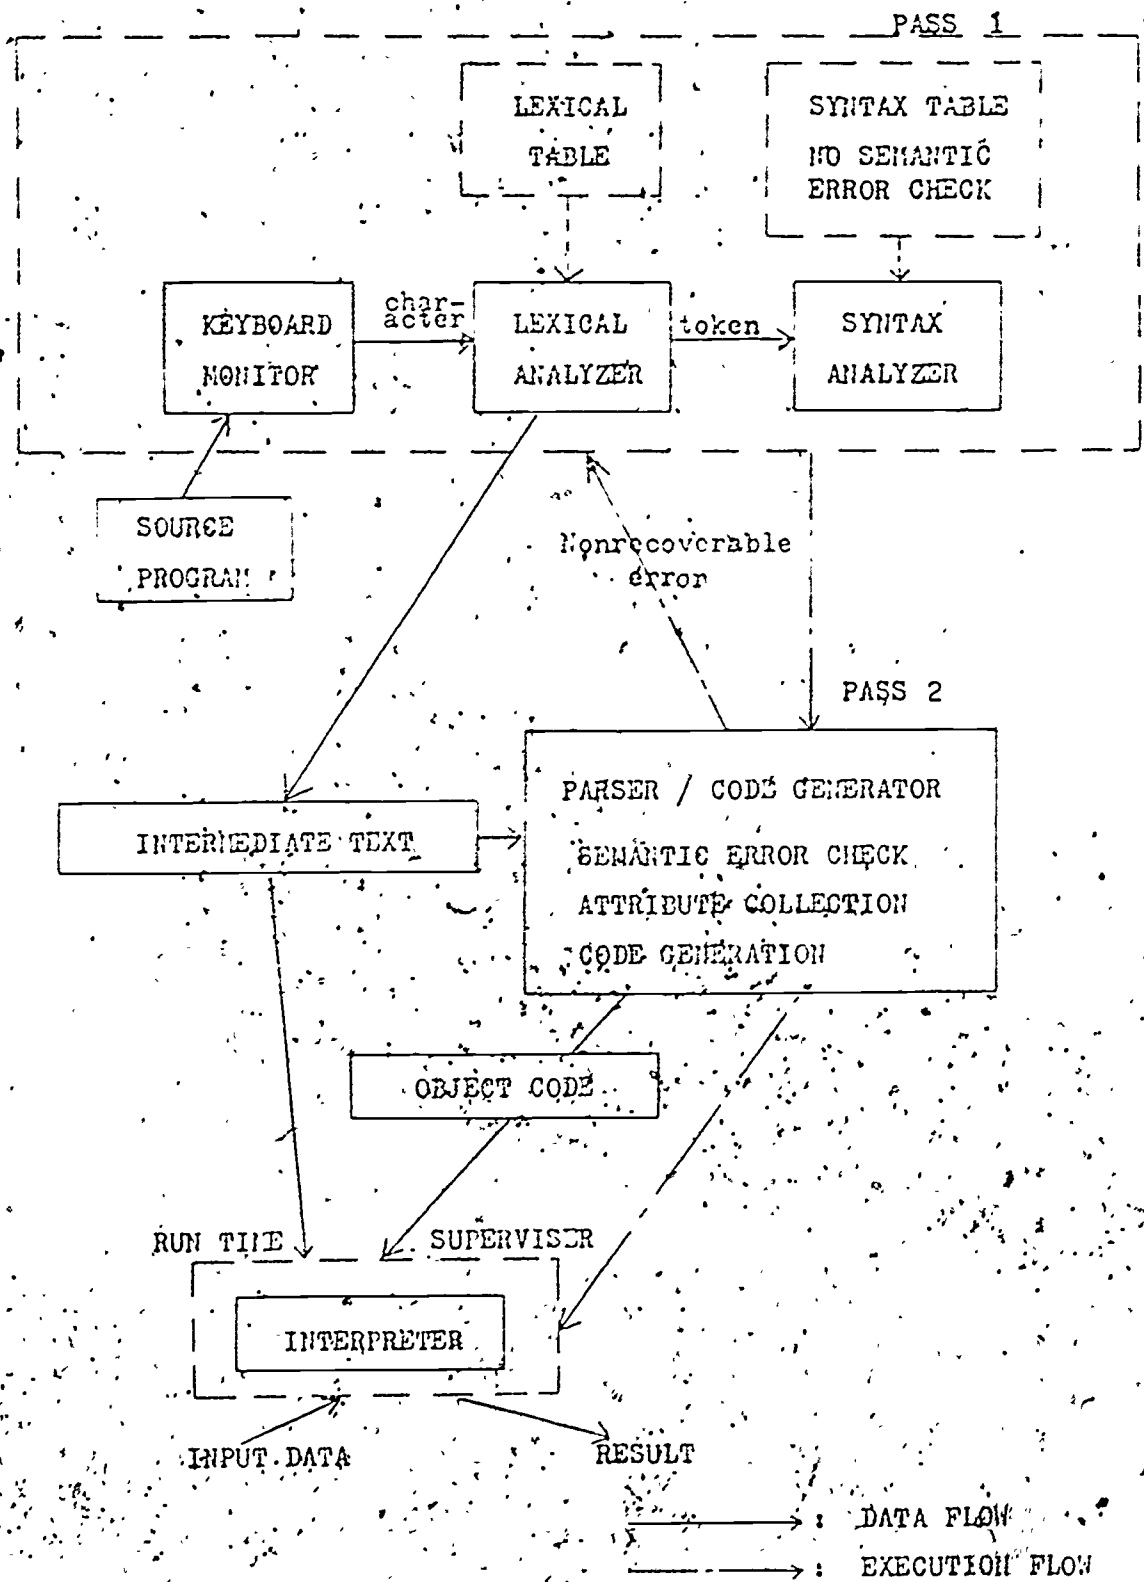 PASS 1
LEXICAL
TABLE
SYNTAX TABLE
NO SEMANTIC
ERROR CHECK
KEYBOARD
MONITOR
char-
acter
LEXICAL
ANALYZER
token
SYNTAX
ANALYZER
SOURCE
PROGRAM
Nonrecoverable
error
PASS 2
PARSER / CODE GENERATOR
SEMANTIC ERROR CHECK
ATTRIBUTE COLLECTION
CODE GENERATION
INTERMEDIATE TEXT
OBJECT CODE
RUN TIME
SUPERVISER
INTERPRETER
INPUT DATA
RESULT
: DATA FLOW
: EXECUTION FLOW